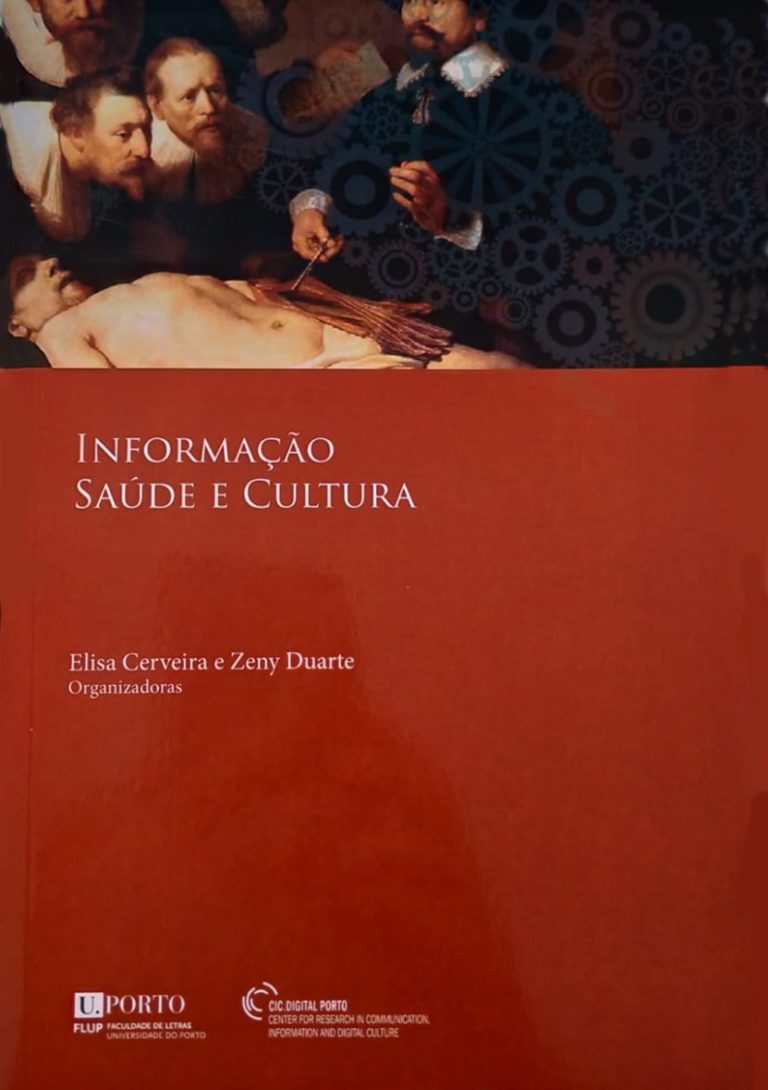 INFORMAÇÃO
SAÚDE E CULTURA
Elisa Cerveira e Zeny Duarte
Organizadoras
U.PORTO
FLUP FACULDADE DE LETRAS
UNIVERSIDADE DO PORTO
CIC.DIGITAL PORTO
CENTER FOR RESEARCH IN COMMUNICATION,
INFORMATION AND DIGITAL CULTURE